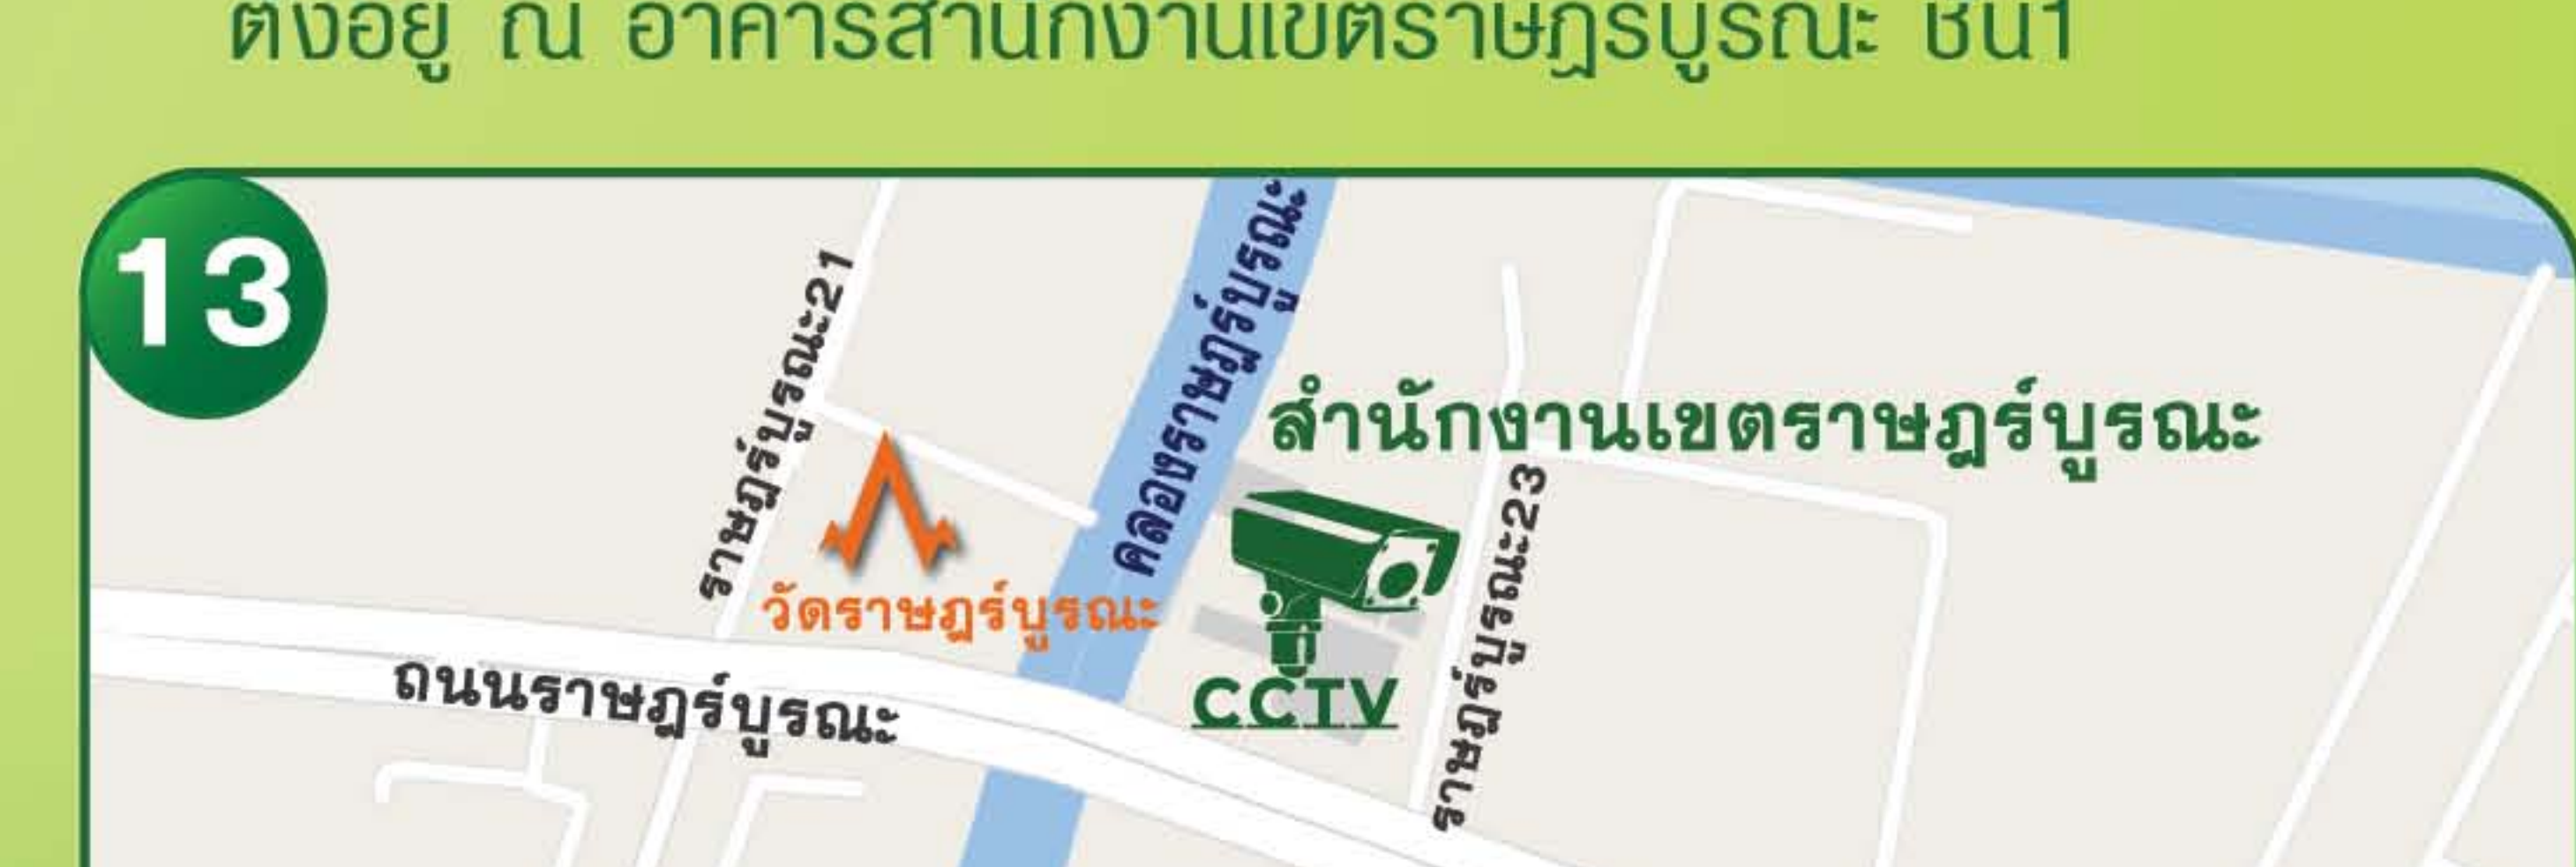 ตั้งอยู่ ณ อาคารสำนักงานเขตราษฎร์บูรณะ ชั้น1
13
ราษฎร์บูรณะ21
คลองราษฎร์บูรณะ
สำนักงานเขตราษฎร์บูรณะ
วัดราษฎร์บูรณะ
CCTV
ราษฎร์บูรณะ23
ถนนราษฎร์บูรณะ